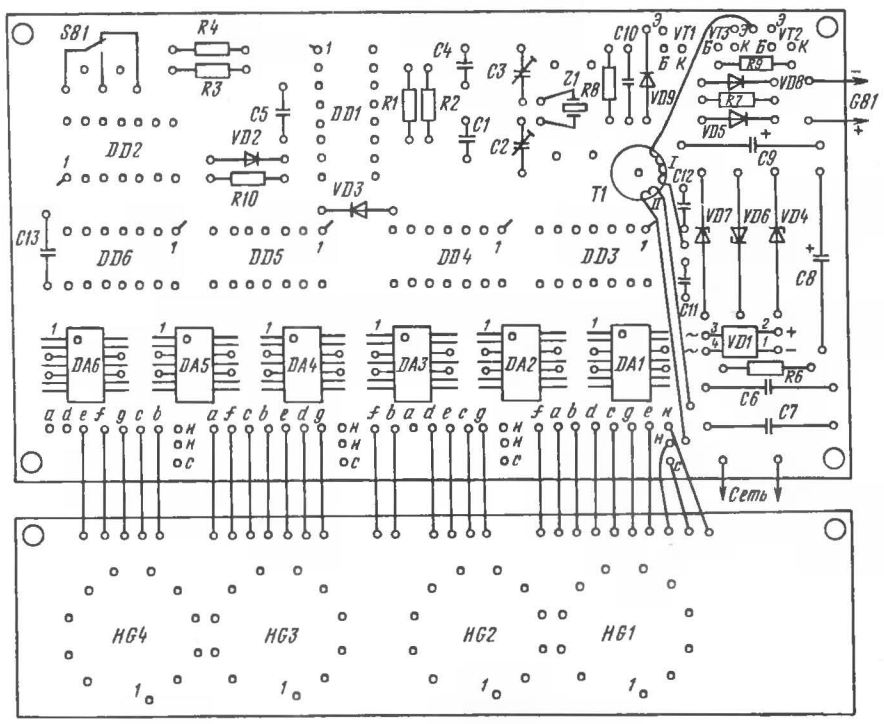 SB1
R4
R3
1
C4
C3
Z1
R8
C10
Э
VT1
Б
К
VD9
VT3
Э
Б
К
Э
VT2
Б
К
R9
VD8
R7
VD5
−
GB1
+
C5
DD1
R1
R2
C1
C2
DD2
1
VD2
R10
VD3
T1
I
II
C12
+
C9
VD7
VD6
VD4
+
C8
C13
DD6
1
DD5
1
DD4
1
DD3
1
C11
1
DA6
1
DA5
1
DA4
1
DA3
1
DA2
1
DA1
~
3
2
+
~
4
VD1
1
−
R6
C6
C7
a d e f g c b
a f c b e d g
f b a d e c g
f a b d c g e н
н
н
с
н
н
с
н
н
с
н
с
Сеть
HG4
1
HG3
1
HG2
1
HG1
1